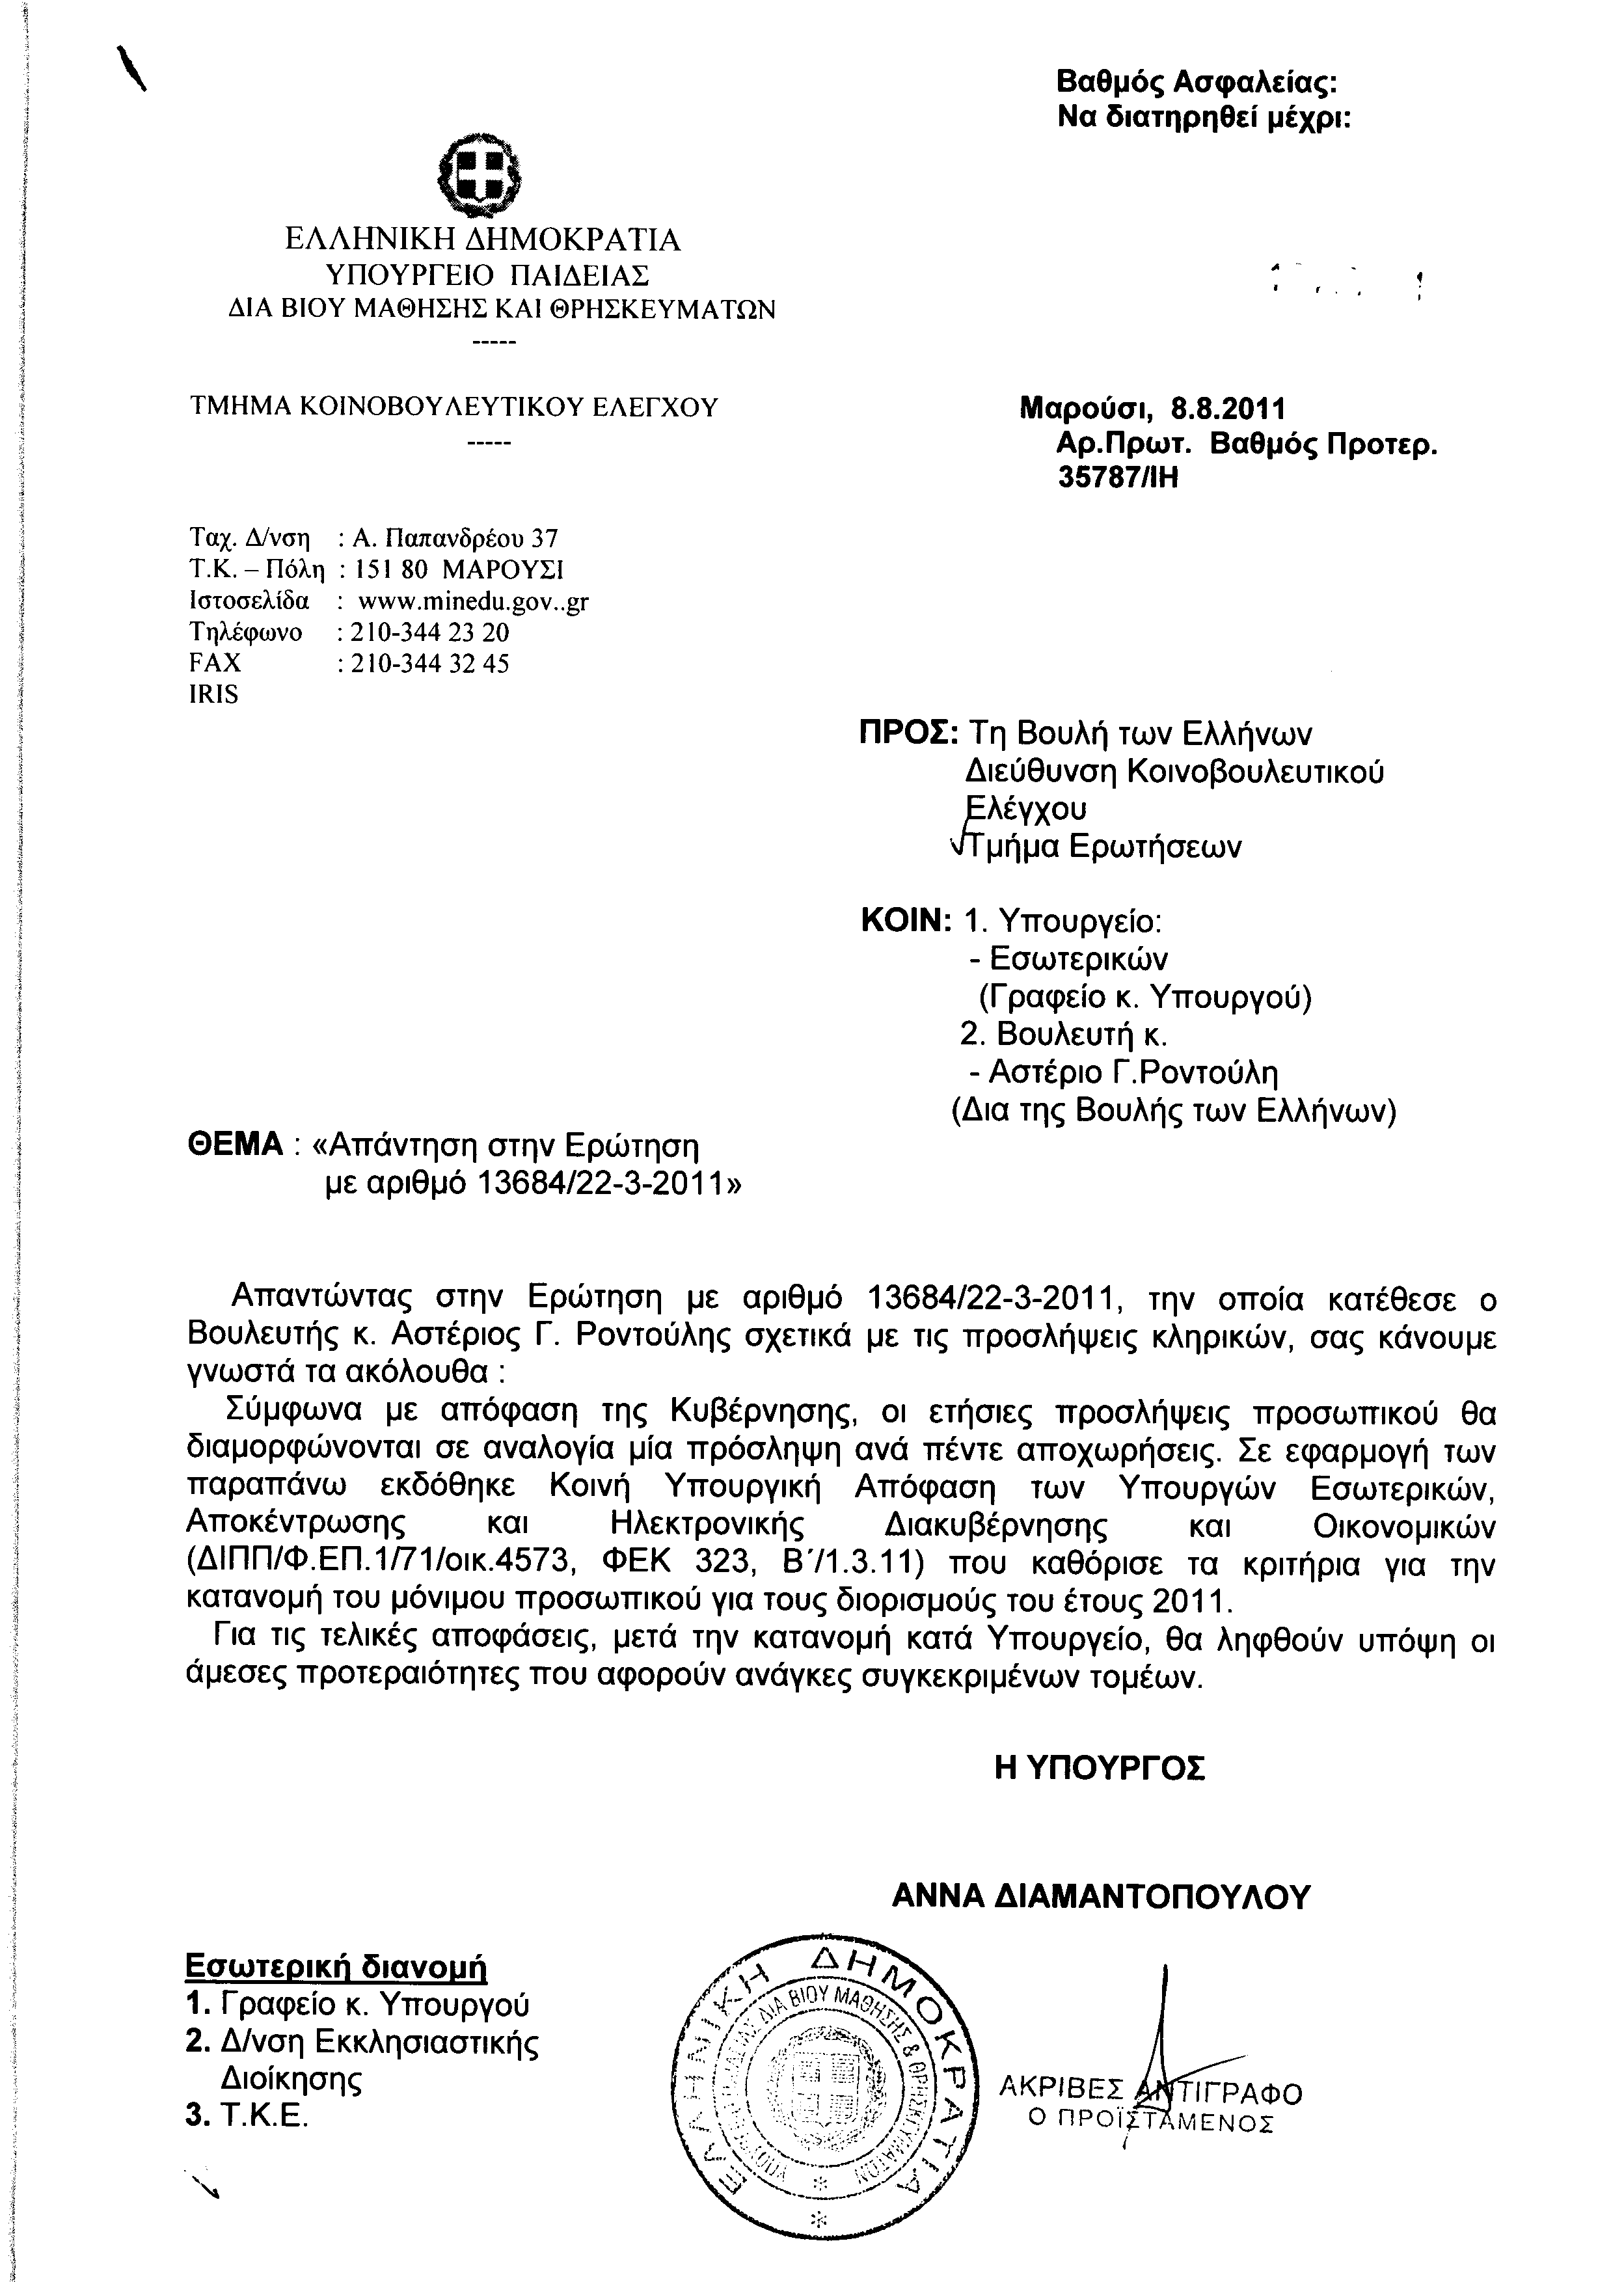 Βαθμός Ασφαλείας:
Να διατηρηθεί μέχρι:
ΕΛΛΗΝΙΚΗ ΔΗΜΟΚΡΑΤΙΑ
ΥΠΟΥΡΓΕΙΟ ΠΑΙΔΕΙΑΣ
ΔΙΑ ΒΙΟΥ ΜΑΘΗΣΗΣ ΚΑΙ ΘΡΗΣΚΕΥΜΑΤΩΝ
-----
ΤΜΗΜΑ ΚΟΙΝΟΒΟΥΛΕΥΤΙΚΟΥ ΕΛΕΓΧΟΥ
-----
Μαρούσι, 8.8.2011
Αρ.Πρωτ. Βαθμός Προτερ.
35787/ΙΗ
Ταχ. Δ/νση : Α. Παπανδρέου 37
Τ.Κ. – Πόλη : 151 80 ΜΑΡΟΥΣΙ
Ιστοσελίδα : www.minedu.gov..gr
Τηλέφωνο : 210-344 23 20
FAX : 210-344 32 45
IRIS
ΠΡΟΣ: Τη Βουλή των Ελλήνων
Διεύθυνση Κοινοβουλευτικού
Ελέγχου
Τμήμα Ερωτήσεων
ΚΟΙΝ: 1. Υπουργείο:
- Εσωτερικών
(Γραφείο κ. Υπουργού)
2. Βουλευτή κ.
- Αστέριο Γ.Ροντούλη
(Δια της Βουλής των Ελλήνων)
ΘΕΜΑ : «Απάντηση στην Ερώτηση
με αριθμό 13684/22-3-2011»
Απαντώντας στην Ερώτηση με αριθμό 13684/22-3-2011, την οποία κατέθεσε ο
Βουλευτής κ. Αστέριος Γ. Ροντούλης σχετικά με τις προσλήψεις κληρικών, σας κάνουμε
γνωστά τα ακόλουθα :
Σύμφωνα με απόφαση της Κυβέρνησης, οι ετήσιες προσλήψεις προσωπικού θα
διαμορφώνονται σε αναλογία μία πρόσληψη ανά πέντε αποχωρήσεις. Σε εφαρμογή των
παραπάνω εκδόθηκε Κοινή Υπουργική Απόφαση των Υπουργών Εσωτερικών,
Αποκέντρωσης και Ηλεκτρονικής Διακυβέρνησης και Οικονομικών
(ΔΙΠΠ/Φ.ΕΠ.1/71/οικ.4573, ΦΕΚ 323, Β΄/1.3.11) που καθόρισε τα κριτήρια για την
κατανομή του μόνιμου προσωπικού για τους διορισμούς του έτους 2011.
Για τις τελικές αποφάσεις, μετά την κατανομή κατά Υπουργείο, θα ληφθούν υπόψη οι
άμεσες προτεραιότητες που αφορούν ανάγκες συγκεκριμένων τομέων.
Η ΥΠΟΥΡΓΟΣ
ΑΝΝΑ ΔΙΑΜΑΝΤΟΠΟΥΛΟΥ
Εσωτερική διανομή
1. Γραφείο κ. Υπουργού
2. Δ/νση Εκκλησιαστικής
Διοίκησης
3. Τ.Κ.Ε.
ΕΛΛΗΝΙΚΗ ΔΗΜΟΚΡΑΤΙΑ
ΔΙΑ ΒΙΟΥ ΜΑΘΗΣΗΣ & ΘΡΗΣΚΕΥΜΑΤΩΝ
ΑΚΡΙΒΕΣ ΑΝΤΙΓΡΑΦΟ
Ο ΠΡΟΪΣΤΑΜΕΝΟΣ